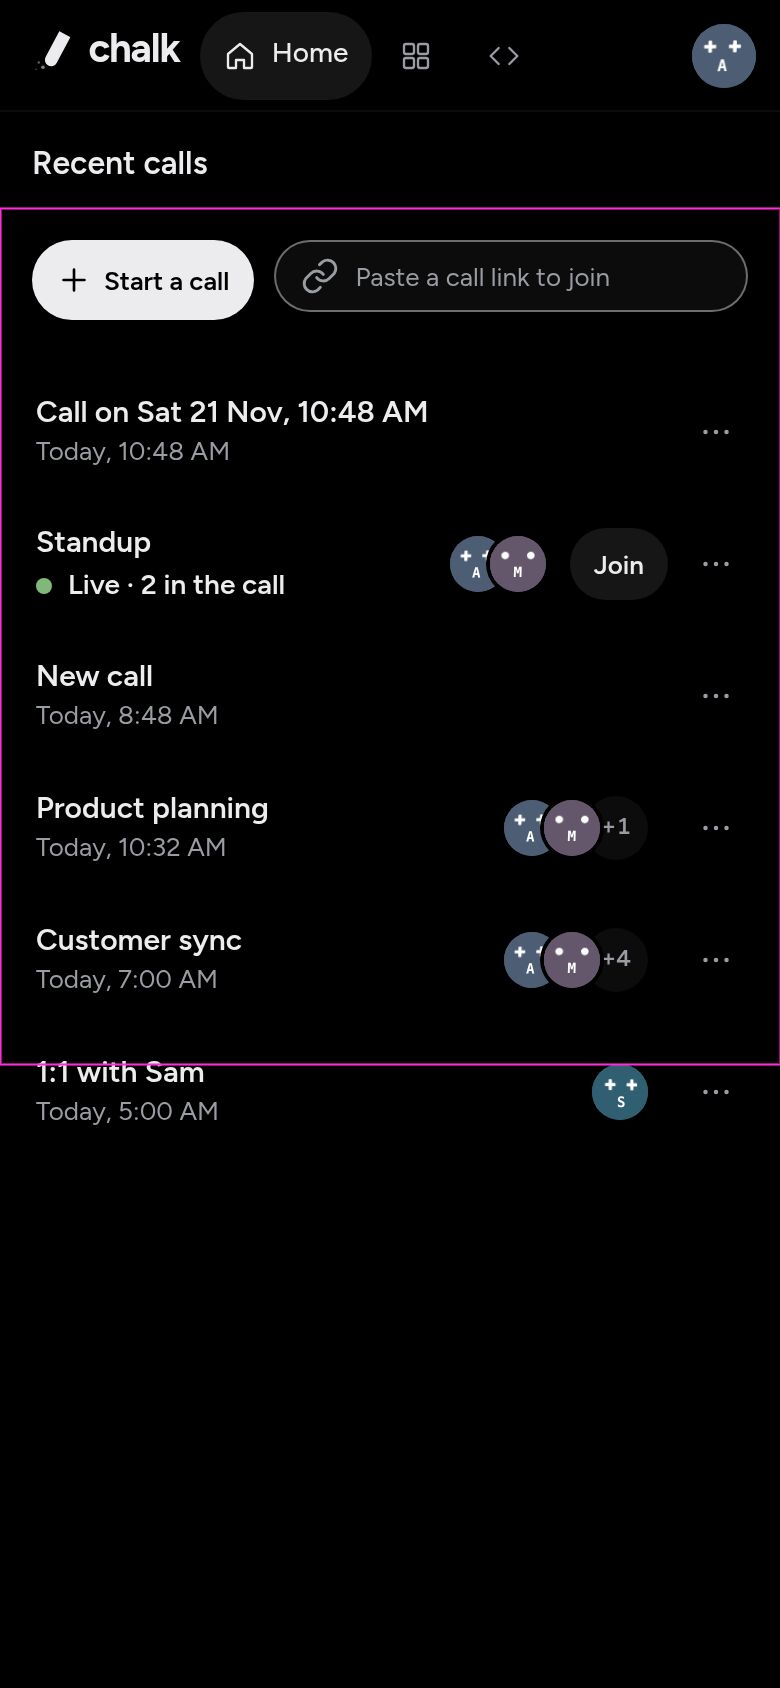 chalk
Home
A
Recent calls
Start a call
Paste a call link to join
Call on Sat 21 Nov, 10:48 AM
Today, 10:48 AM
Standup
Live · 2 in the call
A M
Join
New call
Today, 8:48 AM
Product planning
Today, 10:32 AM
A M +1
Customer sync
Today, 7:00 AM
A M +4
1:1 with Sam
Today, 5:00 AM
S